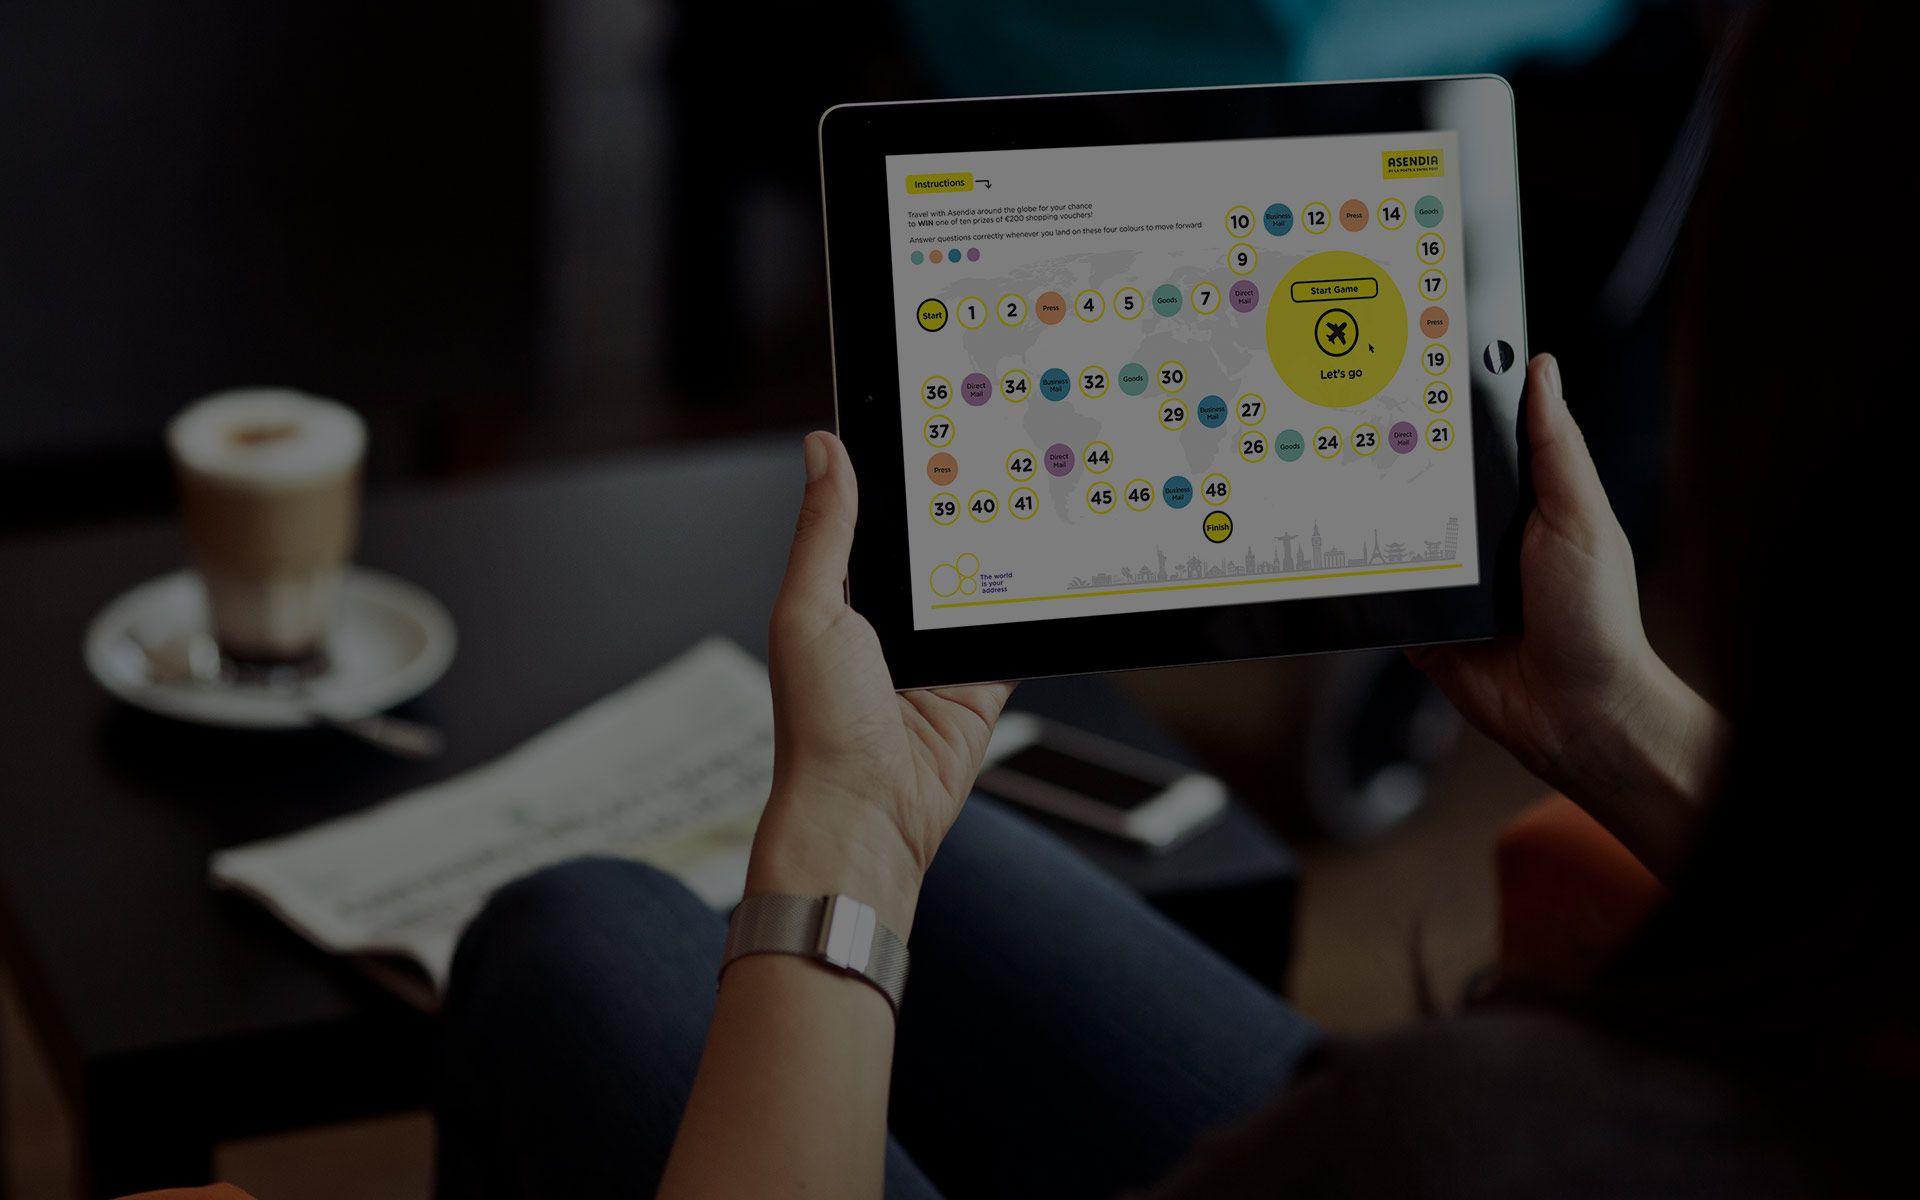 ASENDIA
BY LA POSTE & SWISS POST
Instructions
Travel with Asendia around the globe for your chance
to WIN one of ten prizes of €200 shopping vouchers!
Answer questions correctly whenever you land on these four colours to move forward
10 Business Mail 12 Press 14 Goods
9
16
17
Start Game
Let's go
Start 1 2 Press 4 5 Goods 7 Direct Mail
Press
19
20
36 Direct Mail 34 Business Mail 32 Goods 30
29 Business Mail 27
37
26 Goods 24 23 Direct Mail 21
Press
42 Direct Mail 44
39 40 41
45 46 Business Mail 48
Finish
The world
is your
address